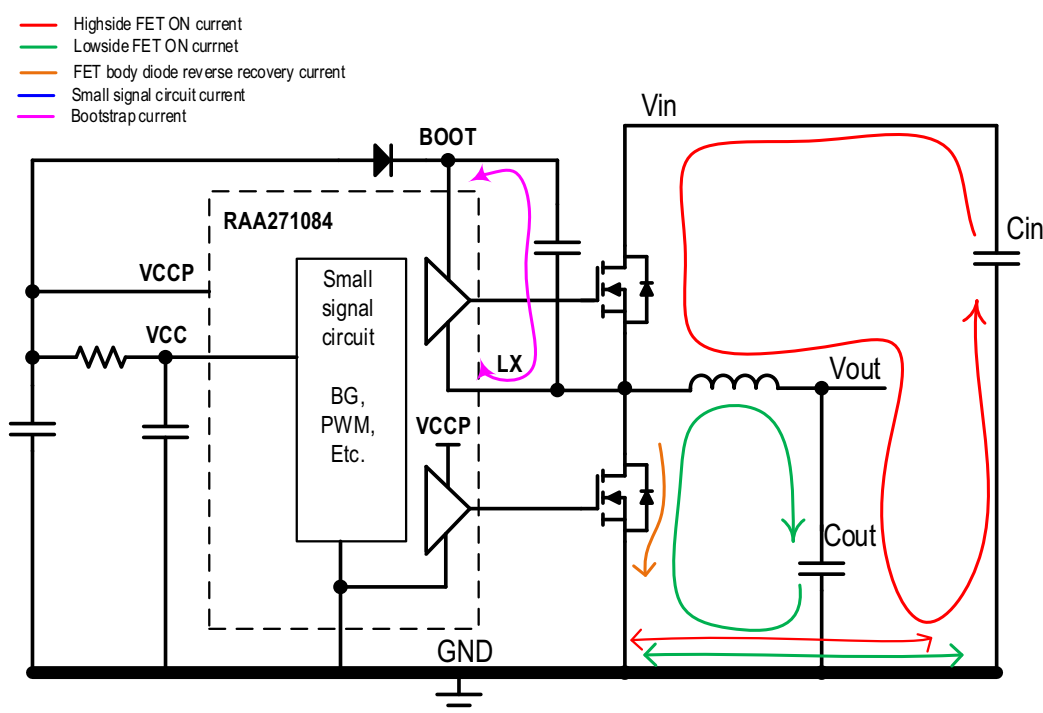 Highside FET ON current
Lowside FET ON currnet
FET body diode reverse recovery current
Small signal circuit current
Bootstrap current
Vin
BOOT
RAA271084
Cin
VCCP
Small
signal
circuit
VCC
LX
Vout
BG,
PWM,
Etc.
VCCP
Cout
GND